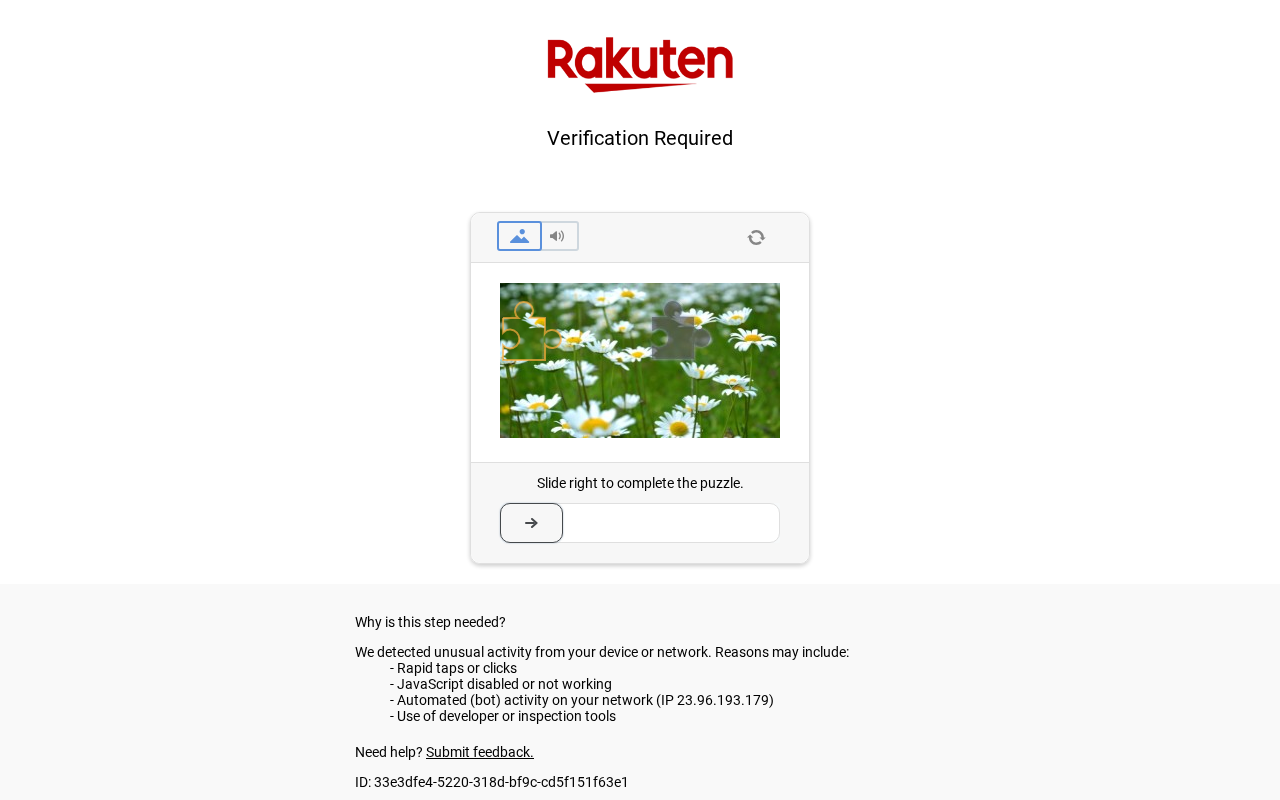 Rakuten
Verification Required
Slide right to complete the puzzle.
Why is this step needed?
We detected unusual activity from your device or network. Reasons may include:
- Rapid taps or clicks
- JavaScript disabled or not working
- Automated (bot) activity on your network (IP 23.96.193.179)
- Use of developer or inspection tools
Need help? Submit feedback.
ID: 33e3dfe4-5220-318d-bf9c-cd5f151f63e1